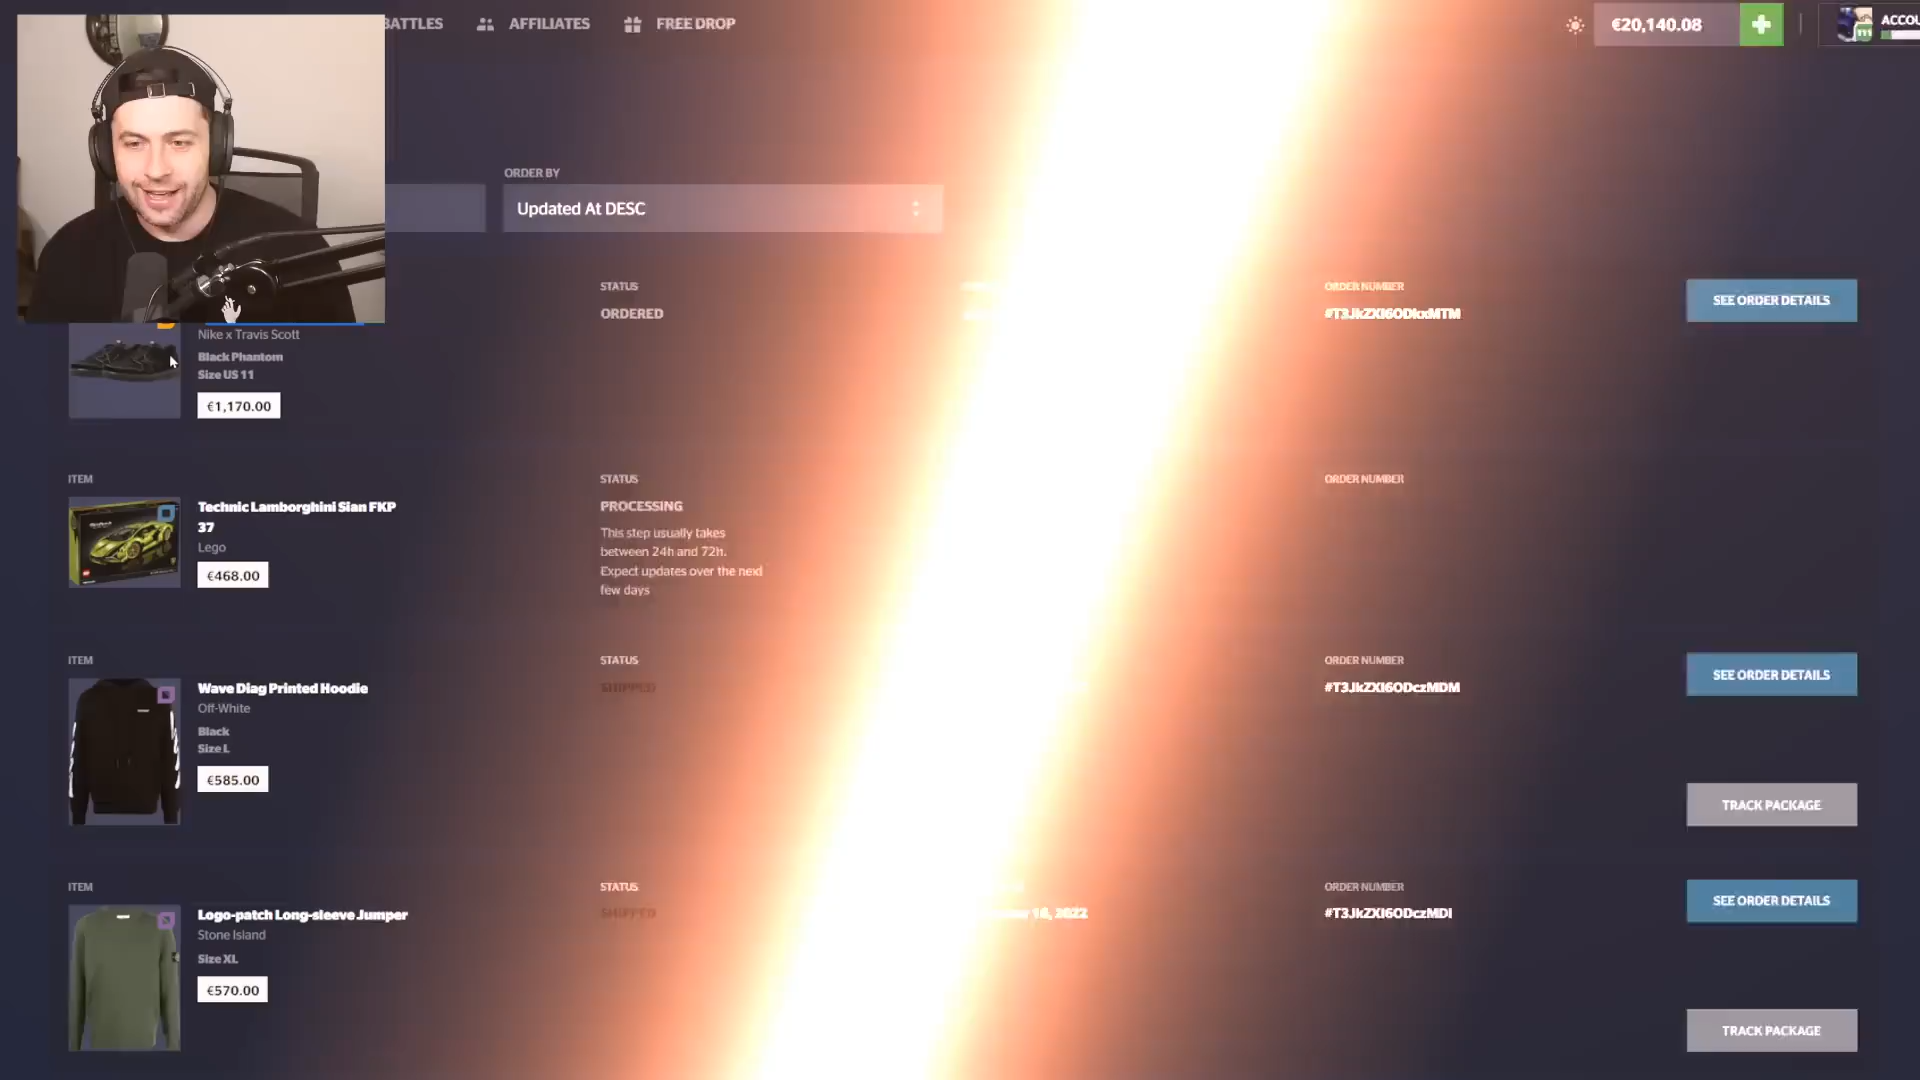 BATTLES
AFFILIATES
FREE DROP
€20,140.08
ACCOU
ORDER BY
Updated At DESC
STATUS
ORDERED
ORDER NUMBER
#T3JkZXI6ODkxMTM
SEE ORDER DETAILS
Nike x Travis Scott
Black Phantom
Size US 11
€1,170.00
ITEM
Technic Lamborghini Sian FKP
37
Lego
€468.00
STATUS
PROCESSING
This step usually takes
between 24h and 72h.
Expect updates over the next
few days
ORDER NUMBER
ITEM
Wave Diag Printed Hoodie
Off-White
Black
Size L
€585.00
STATUS
SHIPPED
ORDER NUMBER
#T3JkZXI6ODczMDM
SEE ORDER DETAILS
TRACK PACKAGE
ITEM
Logo-patch Long-sleeve Jumper
Stone Island
Size XL
€570.00
STATUS
SHIPPED
16, 2022
ORDER NUMBER
#T3JkZXI6ODczMDI
SEE ORDER DETAILS
TRACK PACKAGE